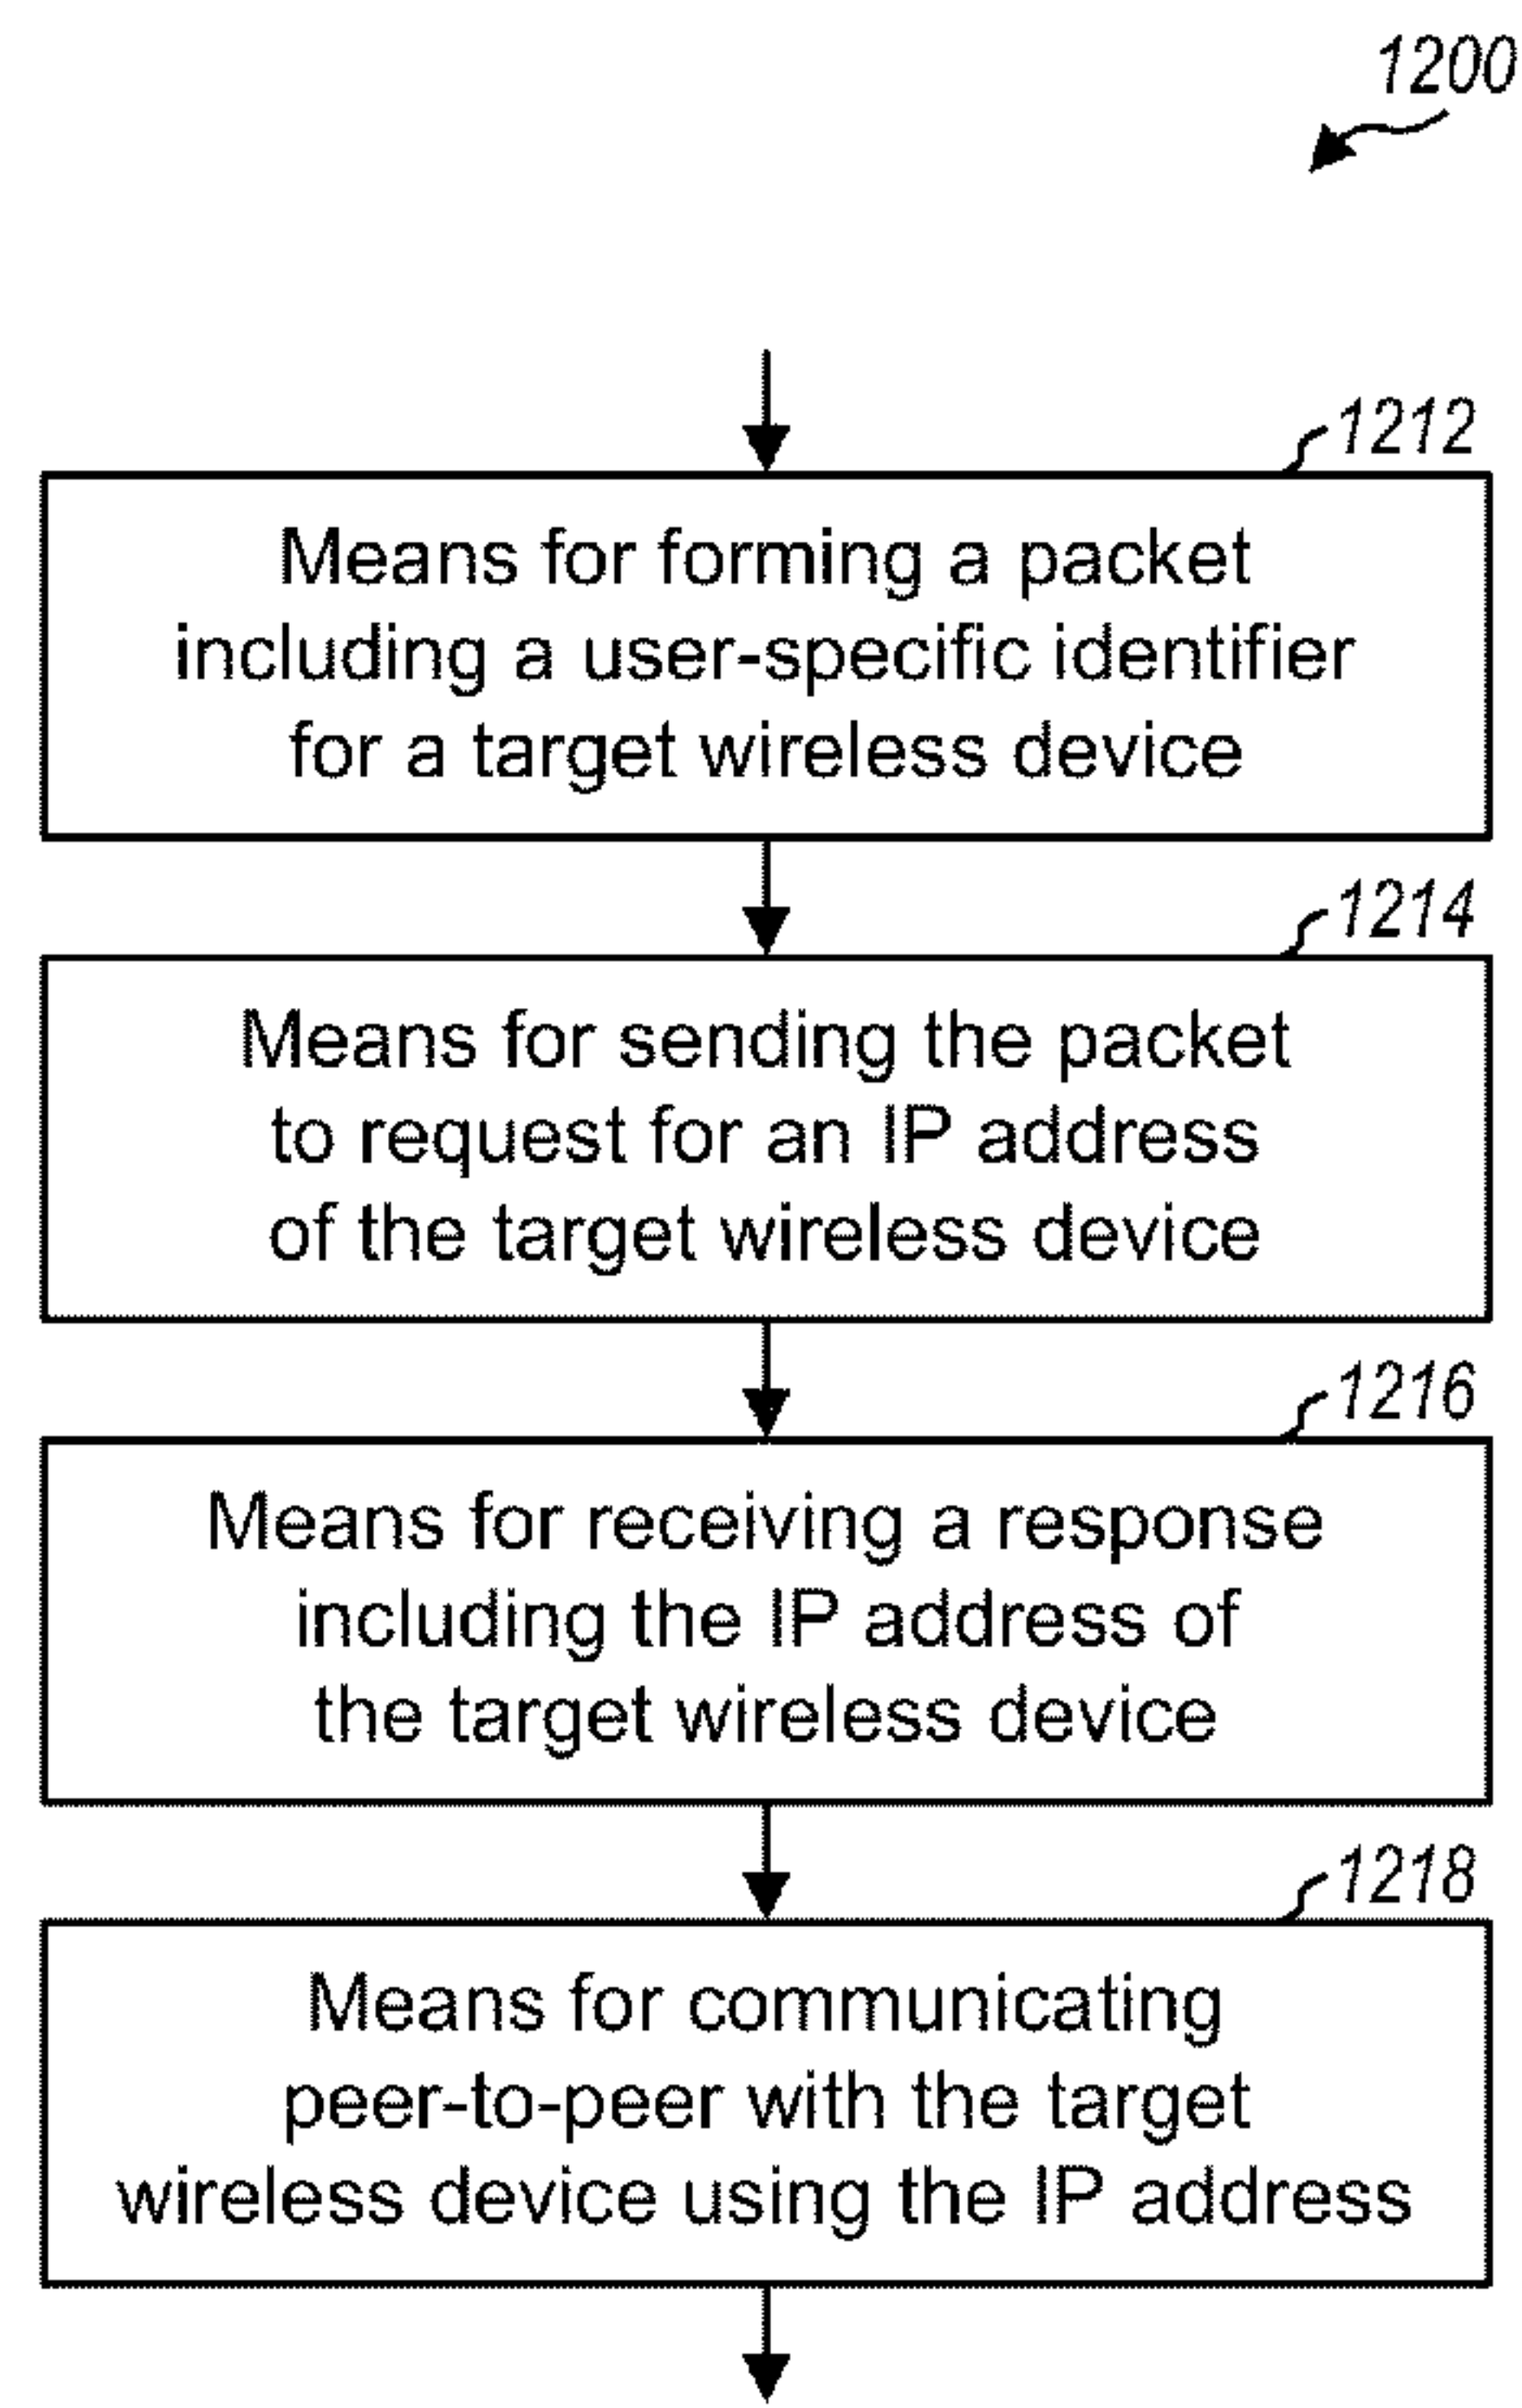 1200
1212
Means for forming a packet
including a user-specific identifier
for a target wireless device
1214
Means for sending the packet
to request for an IP address
of the target wireless device
1216
Means for receiving a response
including the IP address of
the target wireless device
1218
Means for communicating
peer-to-peer with the target
wireless device using the IP address